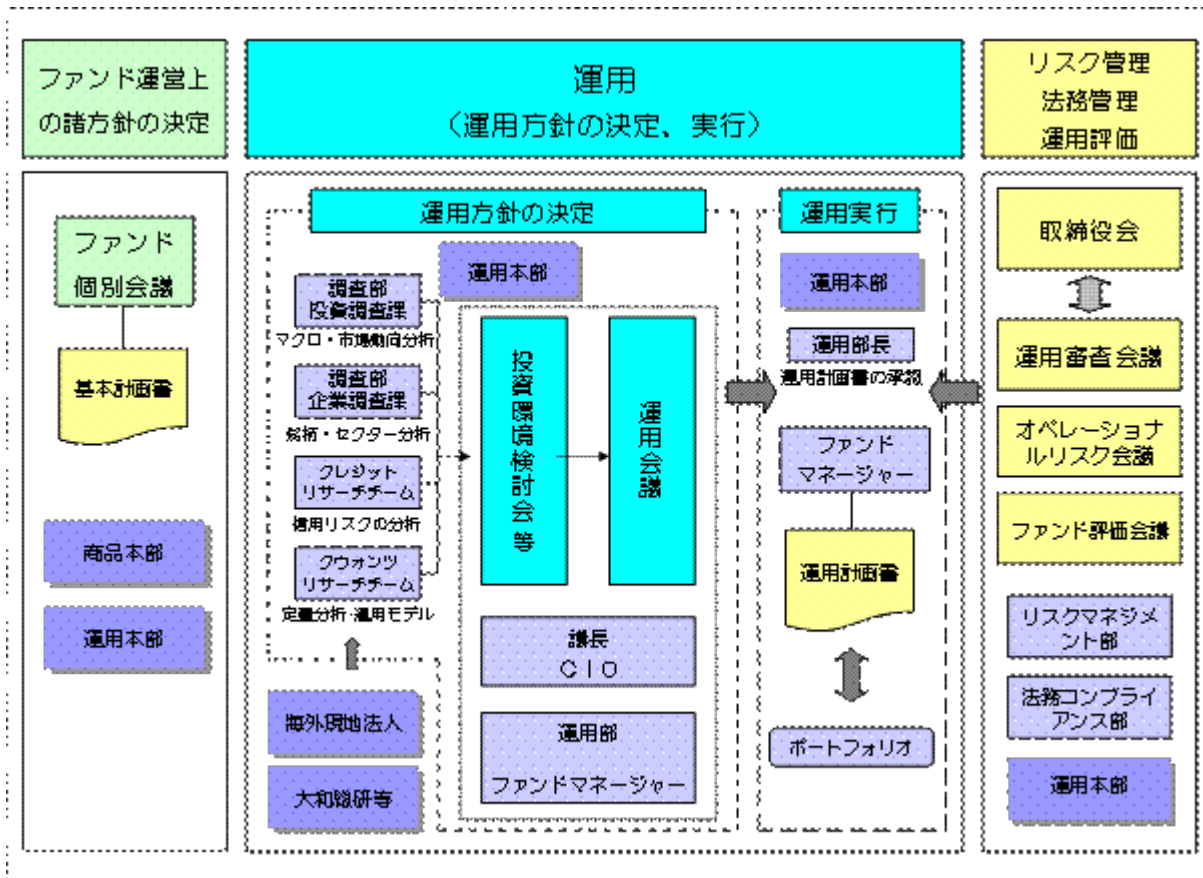 ファンド運営上
の諸方針の決定
運用
(運用方針の決定、実行)
リスク管理
法務管理
運用評価
ファンド
個別会議
基本計画書
商品本部
運用本部
運用方針の決定
運用本部
調査部
投資調査課
マクロ・市場動向分析
調査部
企業調査課
銘柄・セクター分析
クレジット
リサーチチーム
信用リスクの分析
クウォンツ
リサーチチーム
定量分析・運用モデル
海外現地法人
大和総研等
投資環境検討会等
運用会議
議長
CIO
運用部
ファンドマネージャー
運用実行
運用本部
運用部長
運用計画書の承認
ファンド
マネージャー
運用計画書
ポートフォリオ
取締役会
運用審査会議
オペレーショナ
ルリスク会議
ファンド評価会議
リスクマネジメ
ント部
法務コンプライ
アンス部
運用本部